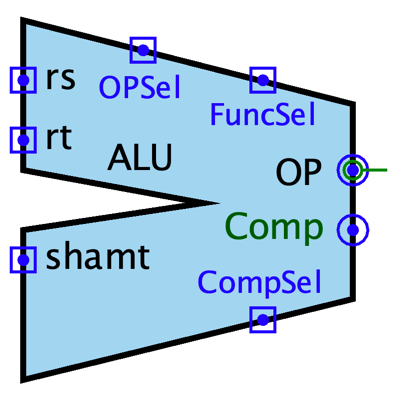 rs
OPSel
FuncSel
rt
ALU
OP
Comp
shamt
CompSel